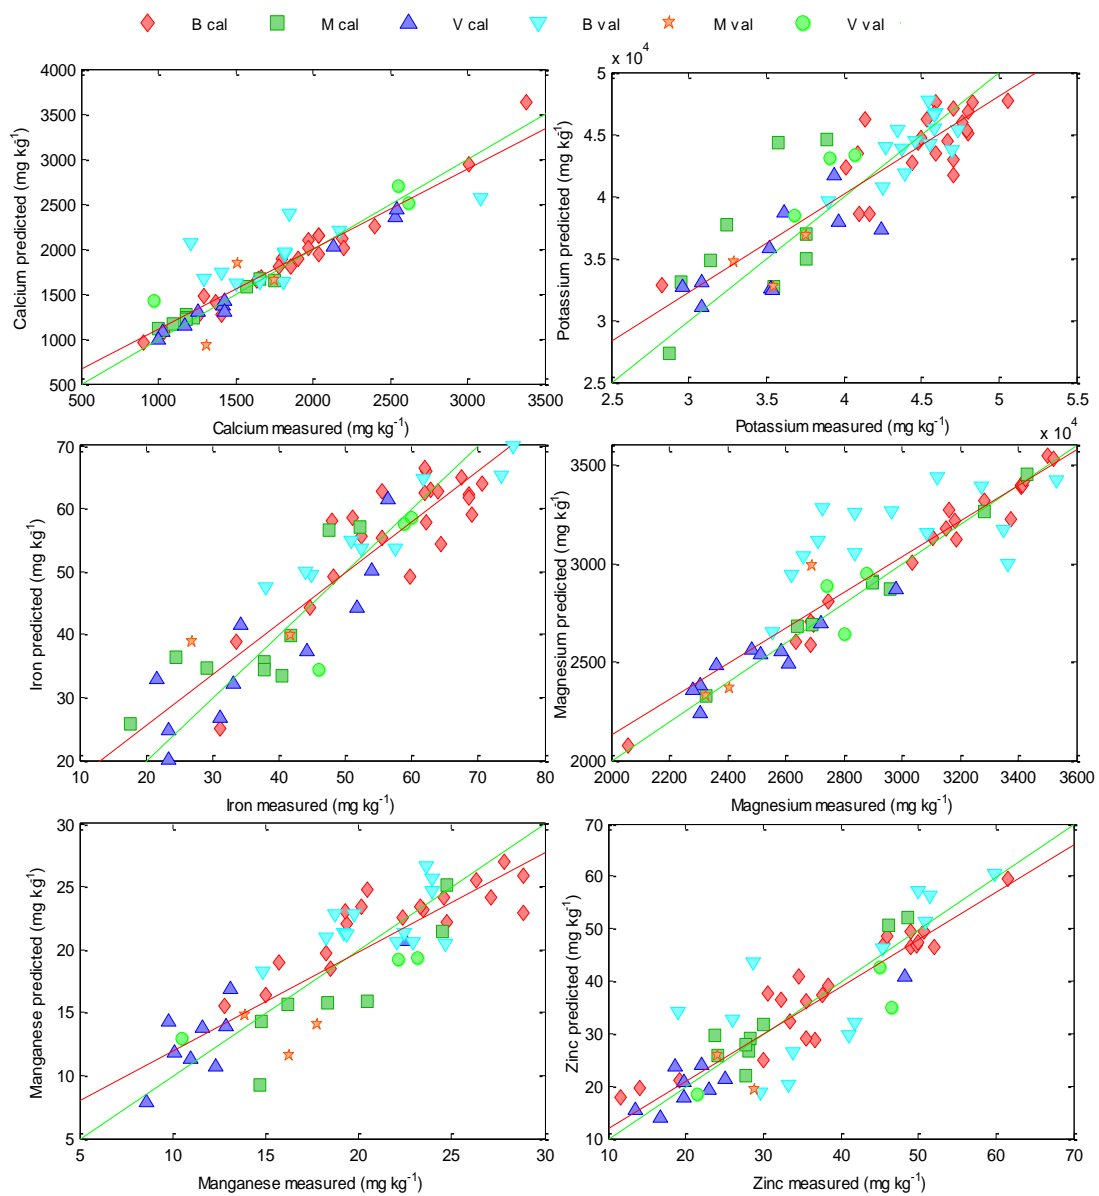 B cal M cal V cal B val M val V val
4000
3500
3000
2500
2000
1500
1000
500
Calcium predicted (mg kg-1)
500 1000 1500 2000 2500 3000 3500
Calcium measured (mg kg-1)
x 10^4
5
4.5
4
3.5
3
2.5
Potassium predicted (mg kg-1)
2.5 3 3.5 4 4.5 5 5.5
Potassium measured (mg kg-1)
x 10^4
70
60
50
40
30
20
Iron predicted (mg kg-1)
10 20 30 40 50 60 70 80
Iron measured (mg kg-1)
3500
3000
2500
2000
Magnesium predicted (mg kg-1)
2000 2200 2400 2600 2800 3000 3200 3400 3600
Magnesium measured (mg kg-1)
30
25
20
15
10
5
Manganese predicted (mg kg-1)
5 10 15 20 25 30
Manganese measured (mg kg-1)
70
60
50
40
30
20
10
Zinc predicted (mg kg-1)
10 20 30 40 50 60 70
Zinc measured (mg kg-1)